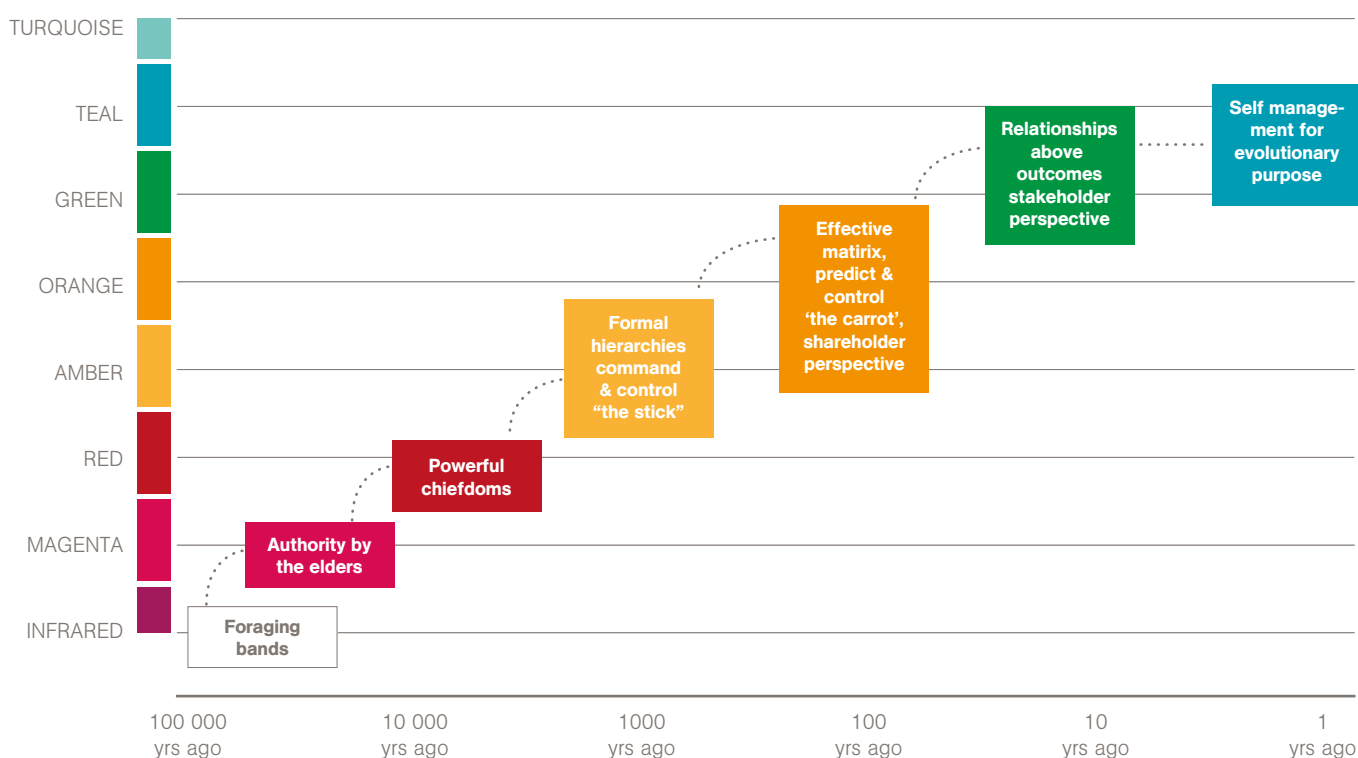 TURQUOISE
TEAL
GREEN
ORANGE
AMBER
RED
MAGENTA
INFRARED
Foraging
bands
Authority by
the elders
Powerful
chiefdoms
Formal
hierarchies
command
& control
“the stick”
Effective
matirix,
predict &
control
‘the carrot’,
shareholder
perspective
Relationships
above
outcomes
stakeholder
perspective
Self manage-
ment for
evolutionary
purpose
100 000
yrs ago
10 000
yrs ago
1000
yrs ago
100
yrs ago
10
yrs ago
1
yrs ago